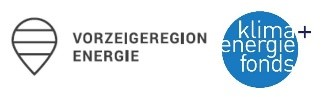 VORZEIGEREGION
ENERGIE
klima+
energie
fonds